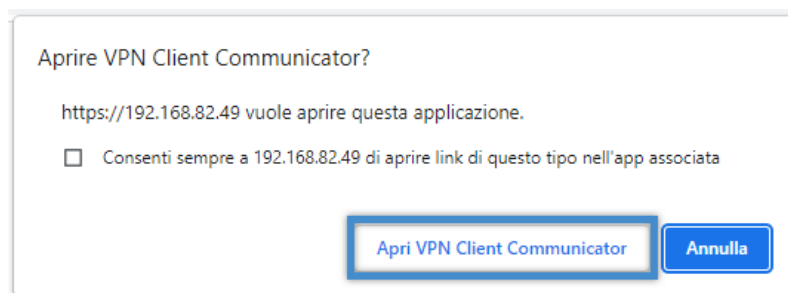 Aprire VPN Client Communicator?
https://192.168.82.49 vuole aprire questa applicazione.
Consenti sempre a 192.168.82.49 di aprire link di questo tipo nell'app associata
Apri VPN Client Communicator
Annulla